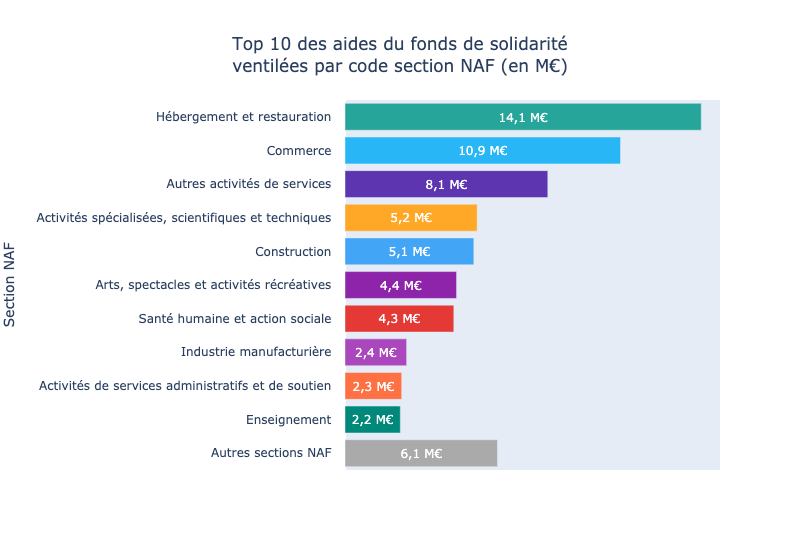 Top 10 des aides du fonds de solidarité
ventilées par code section NAF (en M€)
Section NAF
Hébergement et restauration 14,1 M€
Commerce 10,9 M€
Autres activités de services 8,1 M€
Activités spécialisées, scientifiques et techniques 5,2 M€
Construction 5,1 M€
Arts, spectacles et activités récréatives 4,4 M€
Santé humaine et action sociale 4,3 M€
Industrie manufacturière 2,4 M€
Activités de services administratifs et de soutien 2,3 M€
Enseignement 2,2 M€
Autres sections NAF 6,1 M€